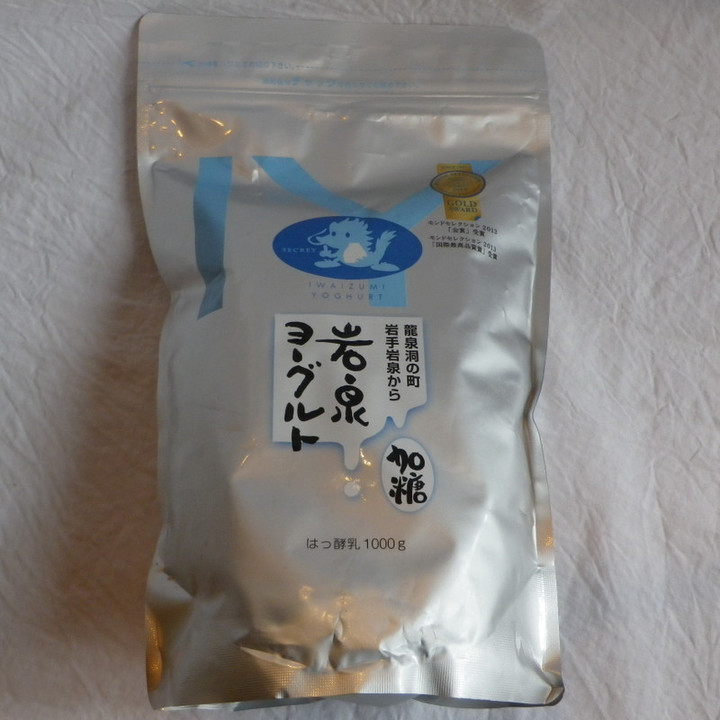 GOLD
AWARD
モンドセレクション2013
「金賞」受賞
モンドセレクション2013
「国際最高品質賞」受賞
SECRET
IWAIZUMI
YOGHURT
龍泉洞の町
岩手岩泉から
岩泉
ヨーグルト
加糖
はっ酵乳 1000g